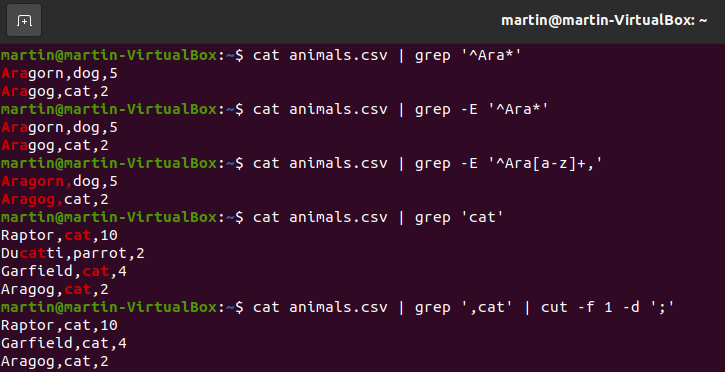 martin@martin-VirtualBox: ~
martin@martin-VirtualBox:~$ cat animals.csv | grep '^Ara*'
Aragorn,dog,5
Aragog,cat,2
martin@martin-VirtualBox:~$ cat animals.csv | grep -E '^Ara*'
Aragorn,dog,5
Aragog,cat,2
martin@martin-VirtualBox:~$ cat animals.csv | grep -E '^Ara[a-z]+,'
Aragorn,dog,5
Aragog,cat,2
martin@martin-VirtualBox:~$ cat animals.csv | grep 'cat'
Raptor,cat,10
Ducatti,parrot,2
Garfield,cat,4
Aragog,cat,2
martin@martin-VirtualBox:~$ cat animals.csv | grep ',cat' | cut -f 1 -d ';'
Raptor,cat,10
Garfield,cat,4
Aragog,cat,2